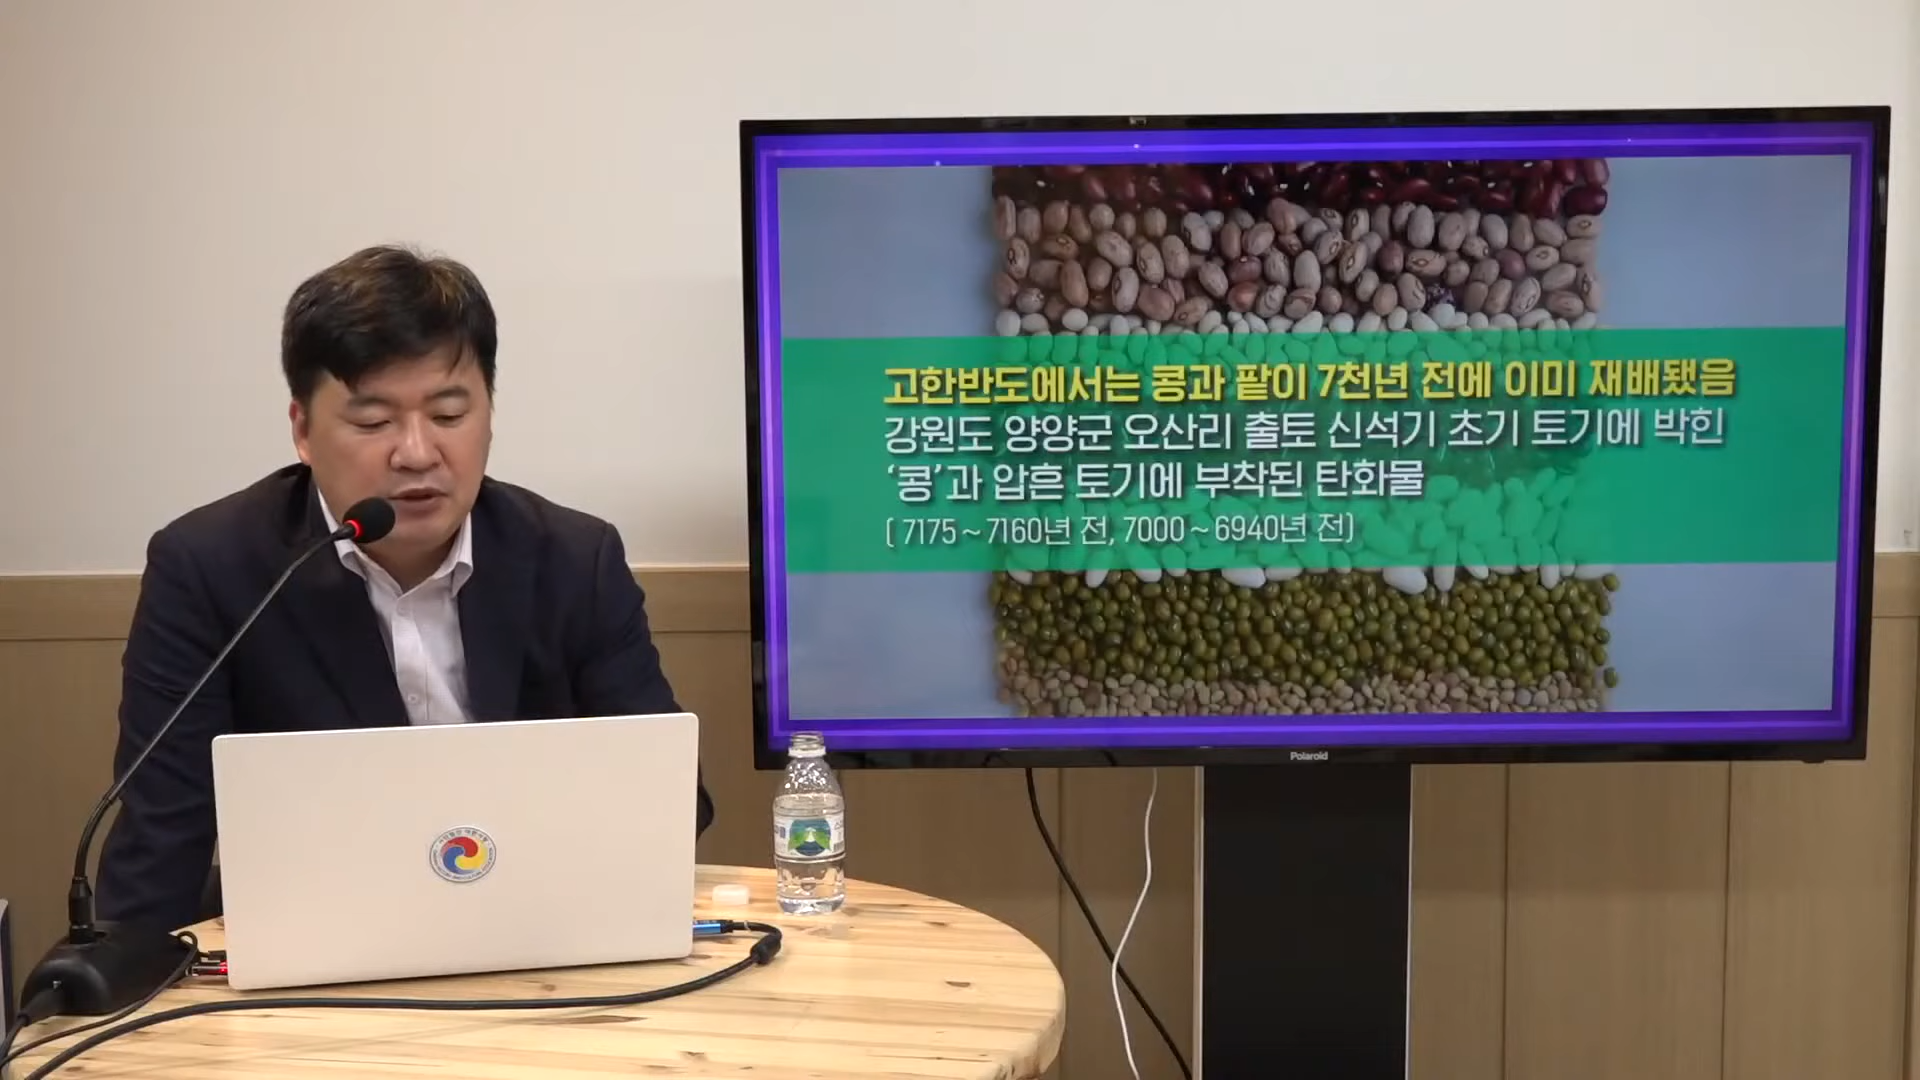 고한반도에서는 콩과 팥이 7천년 전에 이미 재배됐음
강원도 양양군 오산리 출토 신석기 초기 토기에 박힌
‘콩’과 압흔 토기에 부착된 탄화물
( 7175~7160년 전, 7000~6940년 전)
Polaroid